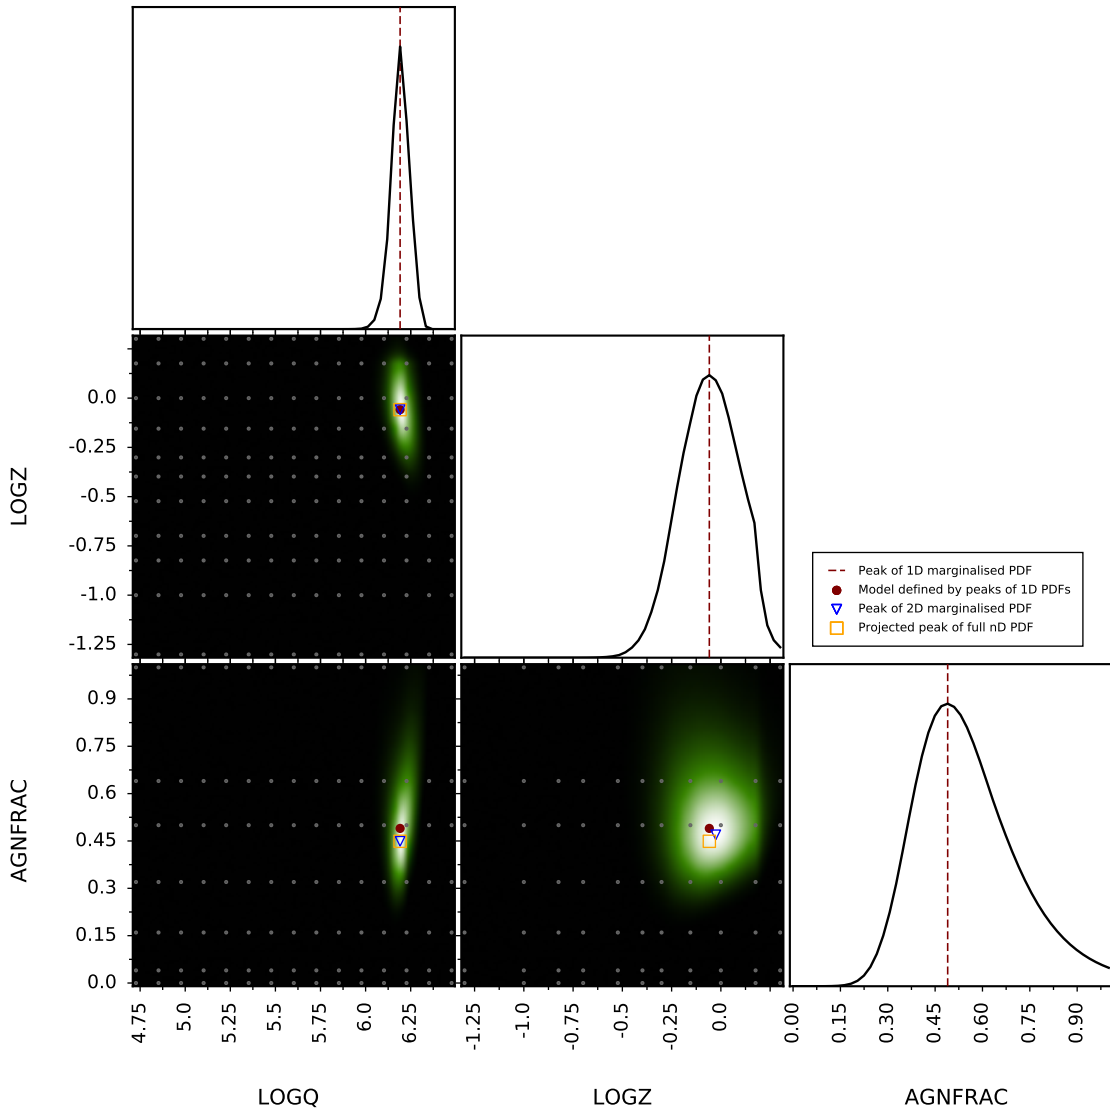 0.0
-0.25
-0.5
-0.75
-1.0
-1.25
LOGZ
Peak of 1D marginalised PDF
Model defined by peaks of 1D PDFs
Peak of 2D marginalised PDF
Projected peak of full nD PDF
0.9
0.75
0.6
0.45
0.3
0.15
0.0
AGNFRAC
4.75 5.0 5.25 5.5 5.75 6.0 6.25
-1.25 -1.0 -0.75 -0.5 -0.25 0.0
0.00 0.15 0.30 0.45 0.60 0.75 0.90
LOGQ LOGZ AGNFRAC